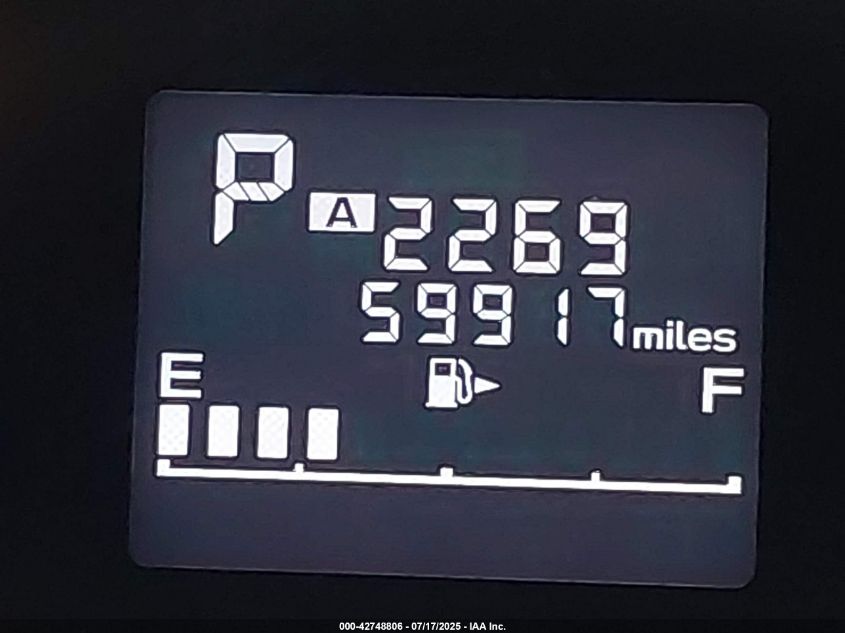 P
A 2269
59917 miles
E F
000-42748806 - 07/17/2025 - IAA Inc.